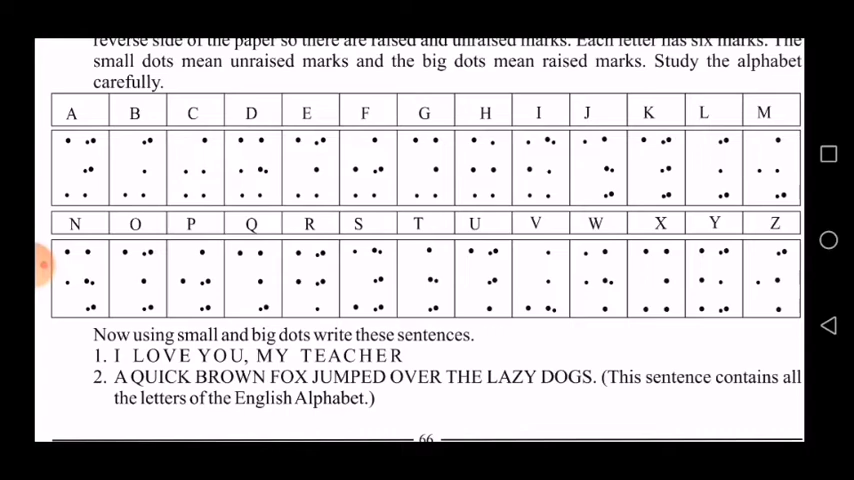 reverse side of the paper so there are raised and unraised marks. Each letter has six marks. The
small dots mean unraised marks and the big dots mean raised marks. Study the alphabet
carefully.
A B C D E F G H I J K L M
N O P Q R S T U V W X Y Z
Now using small and big dots write these sentences.
1. I LOVE YOU, MY TEACHER
2. A QUICK BROWN FOX JUMPED OVER THE LAZY DOGS. (This sentence contains all
the letters of the English Alphabet.)
66